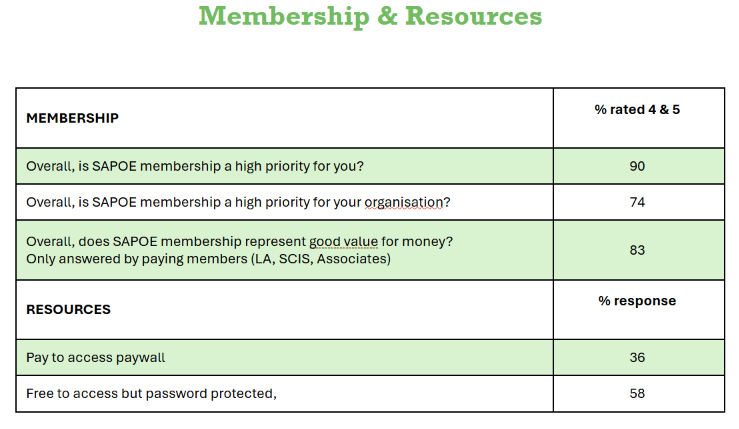 Membership & Resources
MEMBERSHIP
% rated 4 & 5
Overall, is SAPOE membership a high priority for you?
90
Overall, is SAPOE membership a high priority for your organisation?
74
Overall, does SAPOE membership represent good value for money?
Only answered by paying members (LA, SCIS, Associates)
83
RESOURCES
% response
Pay to access paywall
36
Free to access but password protected,
58